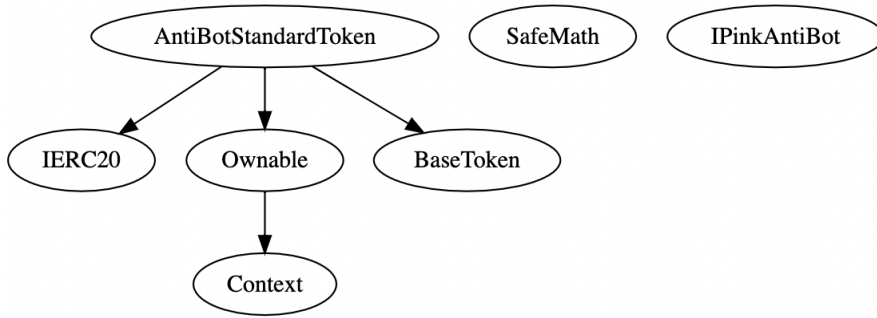 AntiBotStandardToken SafeMath IPinkAntiBot
IERC20 Ownable BaseToken
Context